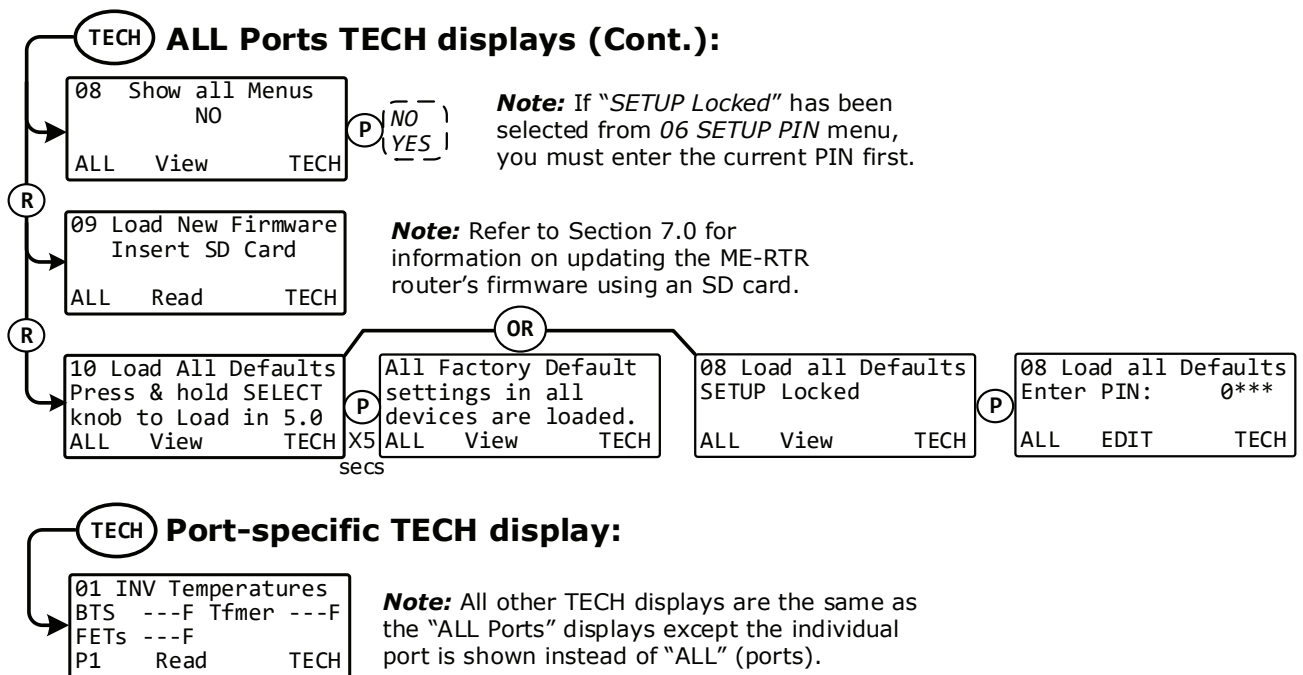 TECH ALL Ports TECH displays (Cont.):
08 Show all Menus
NO
ALL View TECH
P
NO
YES
Note: If “SETUP Locked” has been
selected from 06 SETUP PIN menu,
you must enter the current PIN first.
R
09 Load New Firmware
Insert SD Card
ALL Read TECH
Note: Refer to Section 7.0 for
information on updating the ME-RTR
router’s firmware using an SD card.
R
OR
10 Load All Defaults
Press & hold SELECT
knob to Load in 5.0
ALL View TECH
P
X5
secs
All Factory Default
settings in all
devices are loaded.
ALL View TECH
08 Load all Defaults
SETUP Locked
ALL View TECH
P
08 Load all Defaults
Enter PIN: 0***
ALL EDIT TECH
TECH Port-specific TECH display:
01 INV Temperatures
BTS ---F Tfmer ---F
FETs ---F
P1 Read TECH
Note: All other TECH displays are the same as
the “ALL Ports” displays except the individual
port is shown instead of “ALL” (ports).